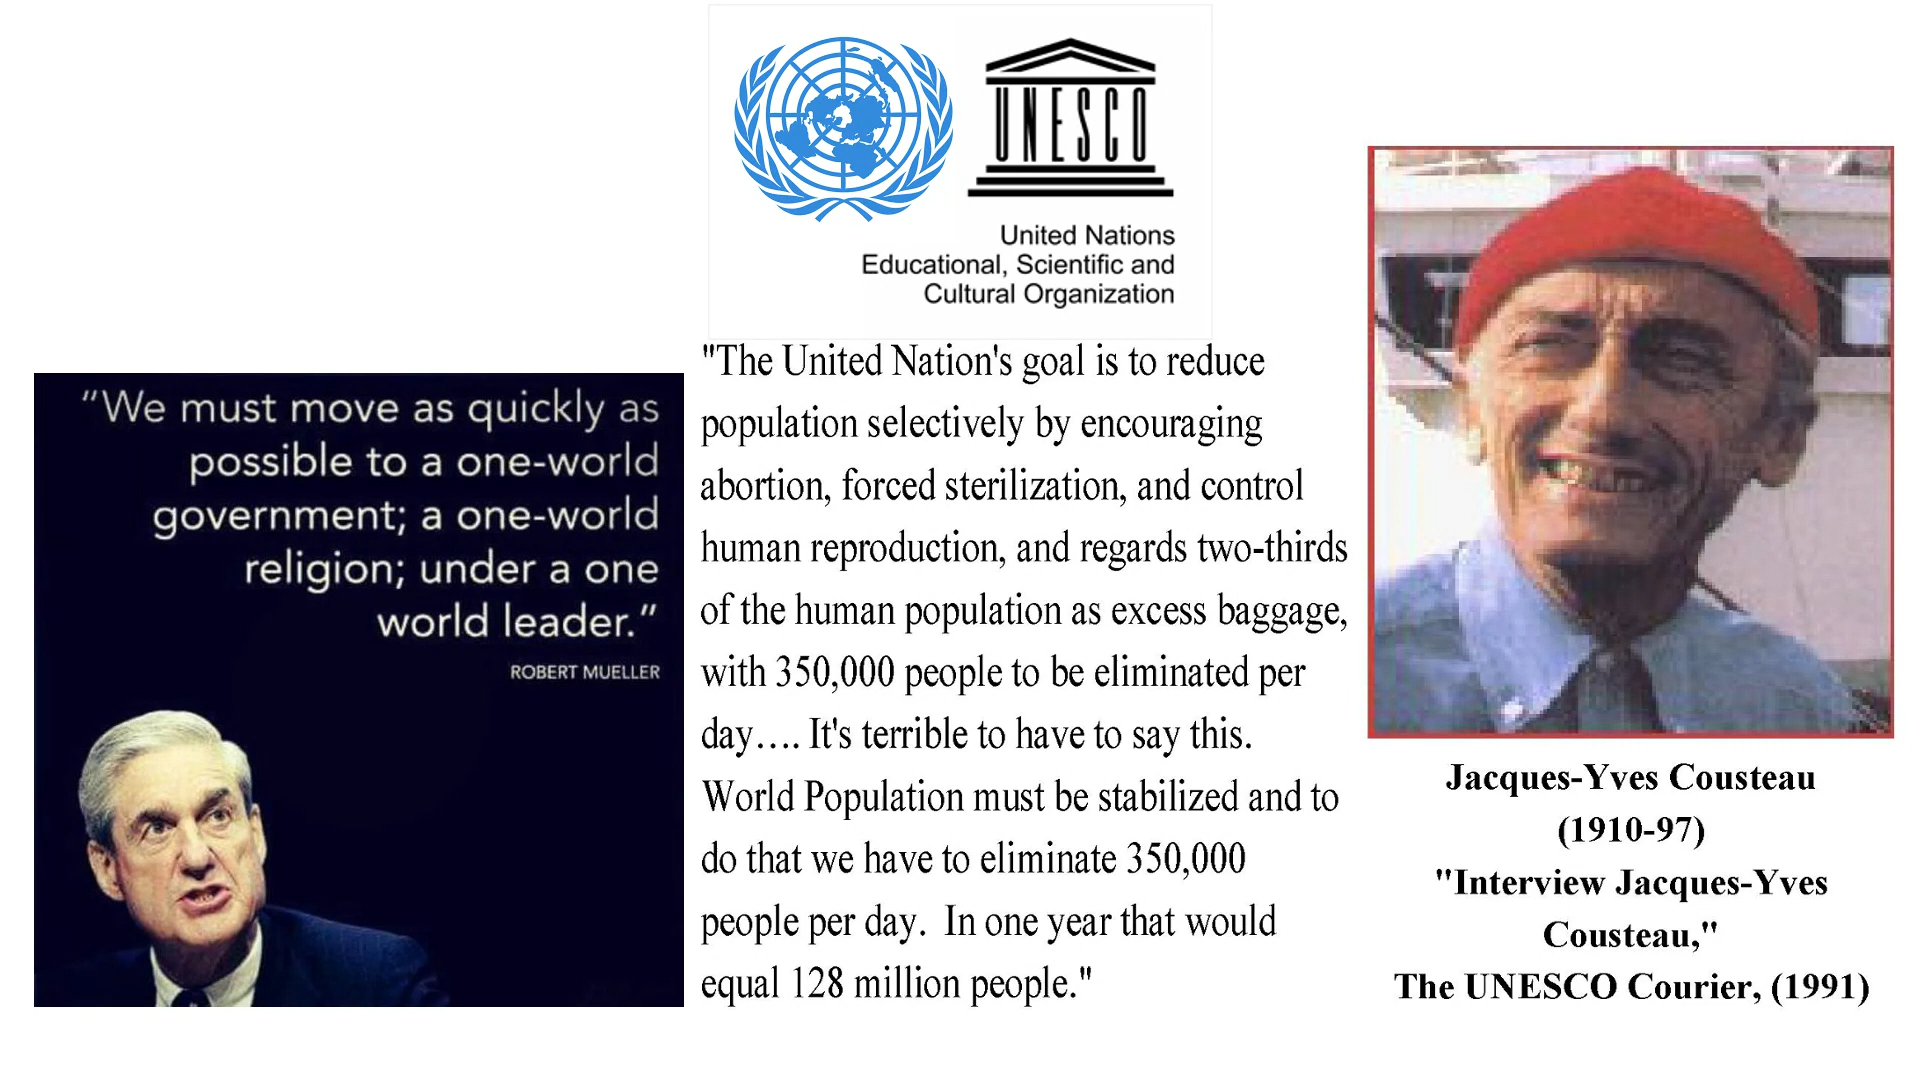 UNESCO
United Nations
Educational, Scientific and
Cultural Organization
"We must move as quickly as
possible to a one-world
government; a one-world
religion; under a one
world leader."
ROBERT MUELLER
"The United Nation's goal is to reduce
population selectively by encouraging
abortion, forced sterilization, and control
human reproduction, and regards two-thirds
of the human population as excess baggage,
with 350,000 people to be eliminated per
day…. It's terrible to have to say this.
World Population must be stabilized and to
do that we have to eliminate 350,000
people per day.  In one year that would
equal 128 million people."
Jacques-Yves Cousteau
(1910-97)
"Interview Jacques-Yves
Cousteau,"
The UNESCO Courier, (1991)